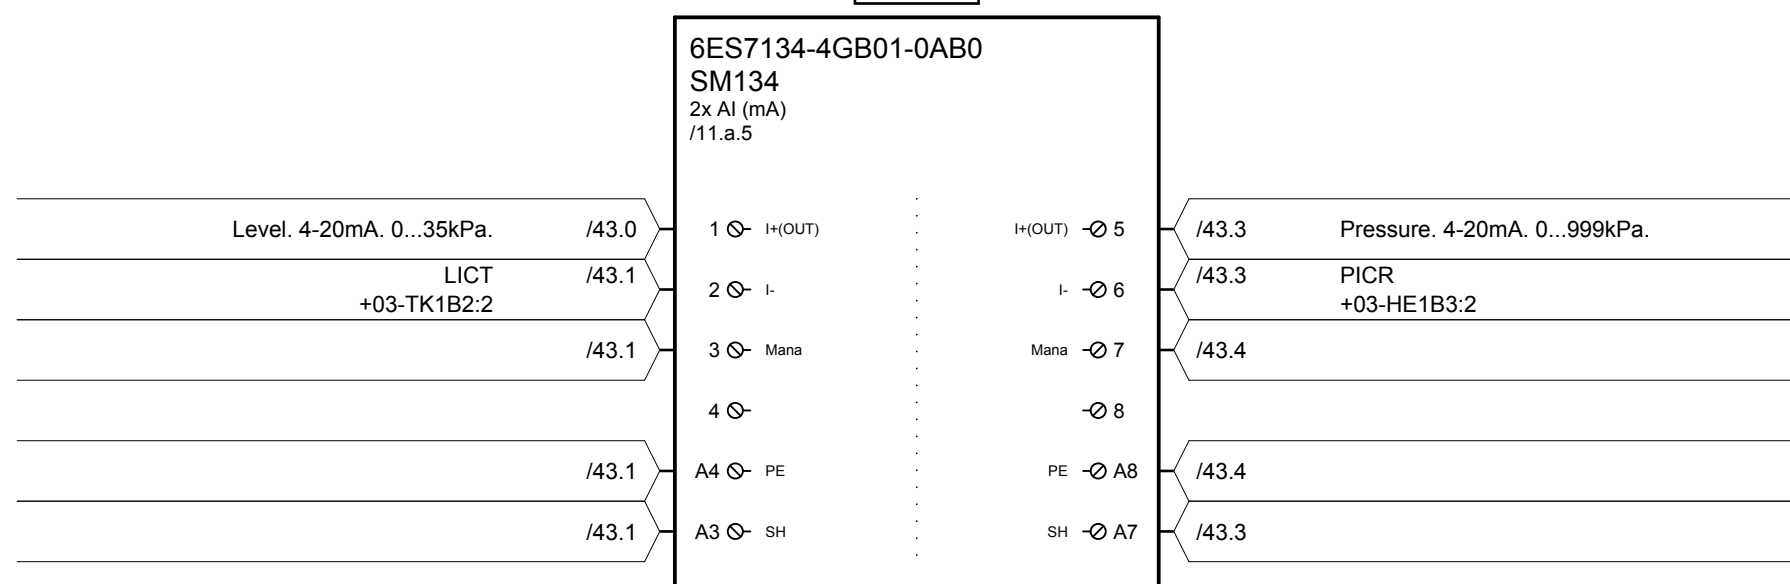 6ES7134-4GB01-0AB0
SM134
2x AI (mA)
/11.a.5
Level. 4-20mA. 0...35kPa. /43.0 1 I+(OUT) I+(OUT) 5 /43.3 Pressure. 4-20mA. 0...999kPa.
LICT /43.1 2 I- I- 6 /43.3 PICR
+03-TK1B2:2 +03-HE1B3:2
/43.1 3 Mana Mana 7 /43.4
4 8
/43.1 A4 PE PE A8 /43.4
/43.1 A3 SH SH A7 /43.3